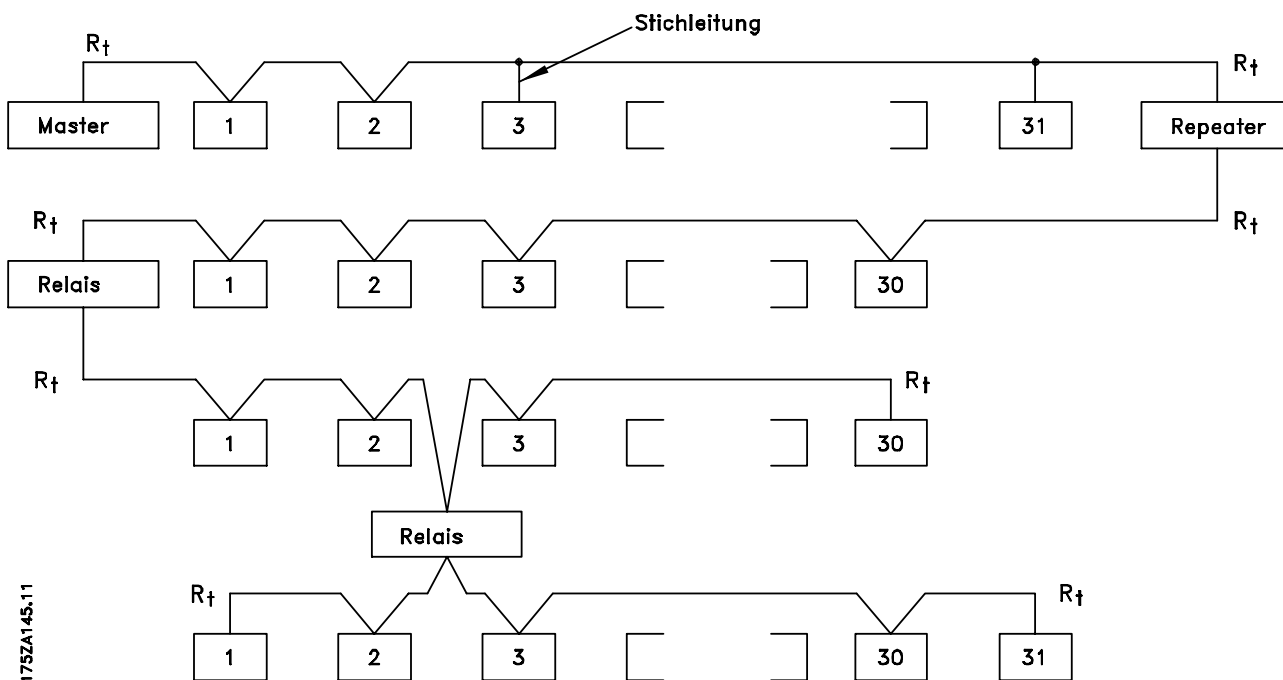 Stichleitung
Rt Rt
Master 1 2 3 31 Repeater
Rt Rt
Relais 1 2 3 30
Rt Rt
1 2 3 30
Relais
Rt Rt
1 2 3 30 31
175ZA145.11